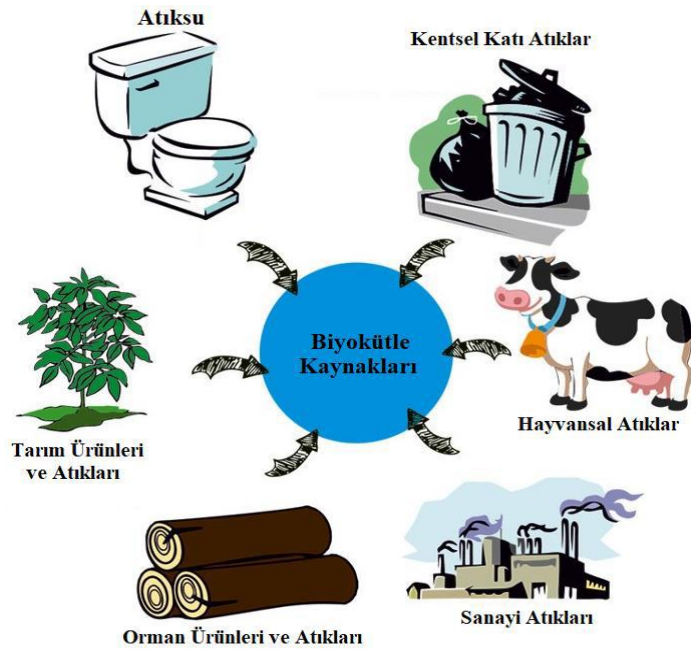 Atıksu
Kentsel Katı Atıklar
Biyokütle
Kaynakları
Hayvansal Atıklar
Tarım Ürünleri
ve Atıkları
Sanayi Atıkları
Orman Ürünleri ve Atıkları